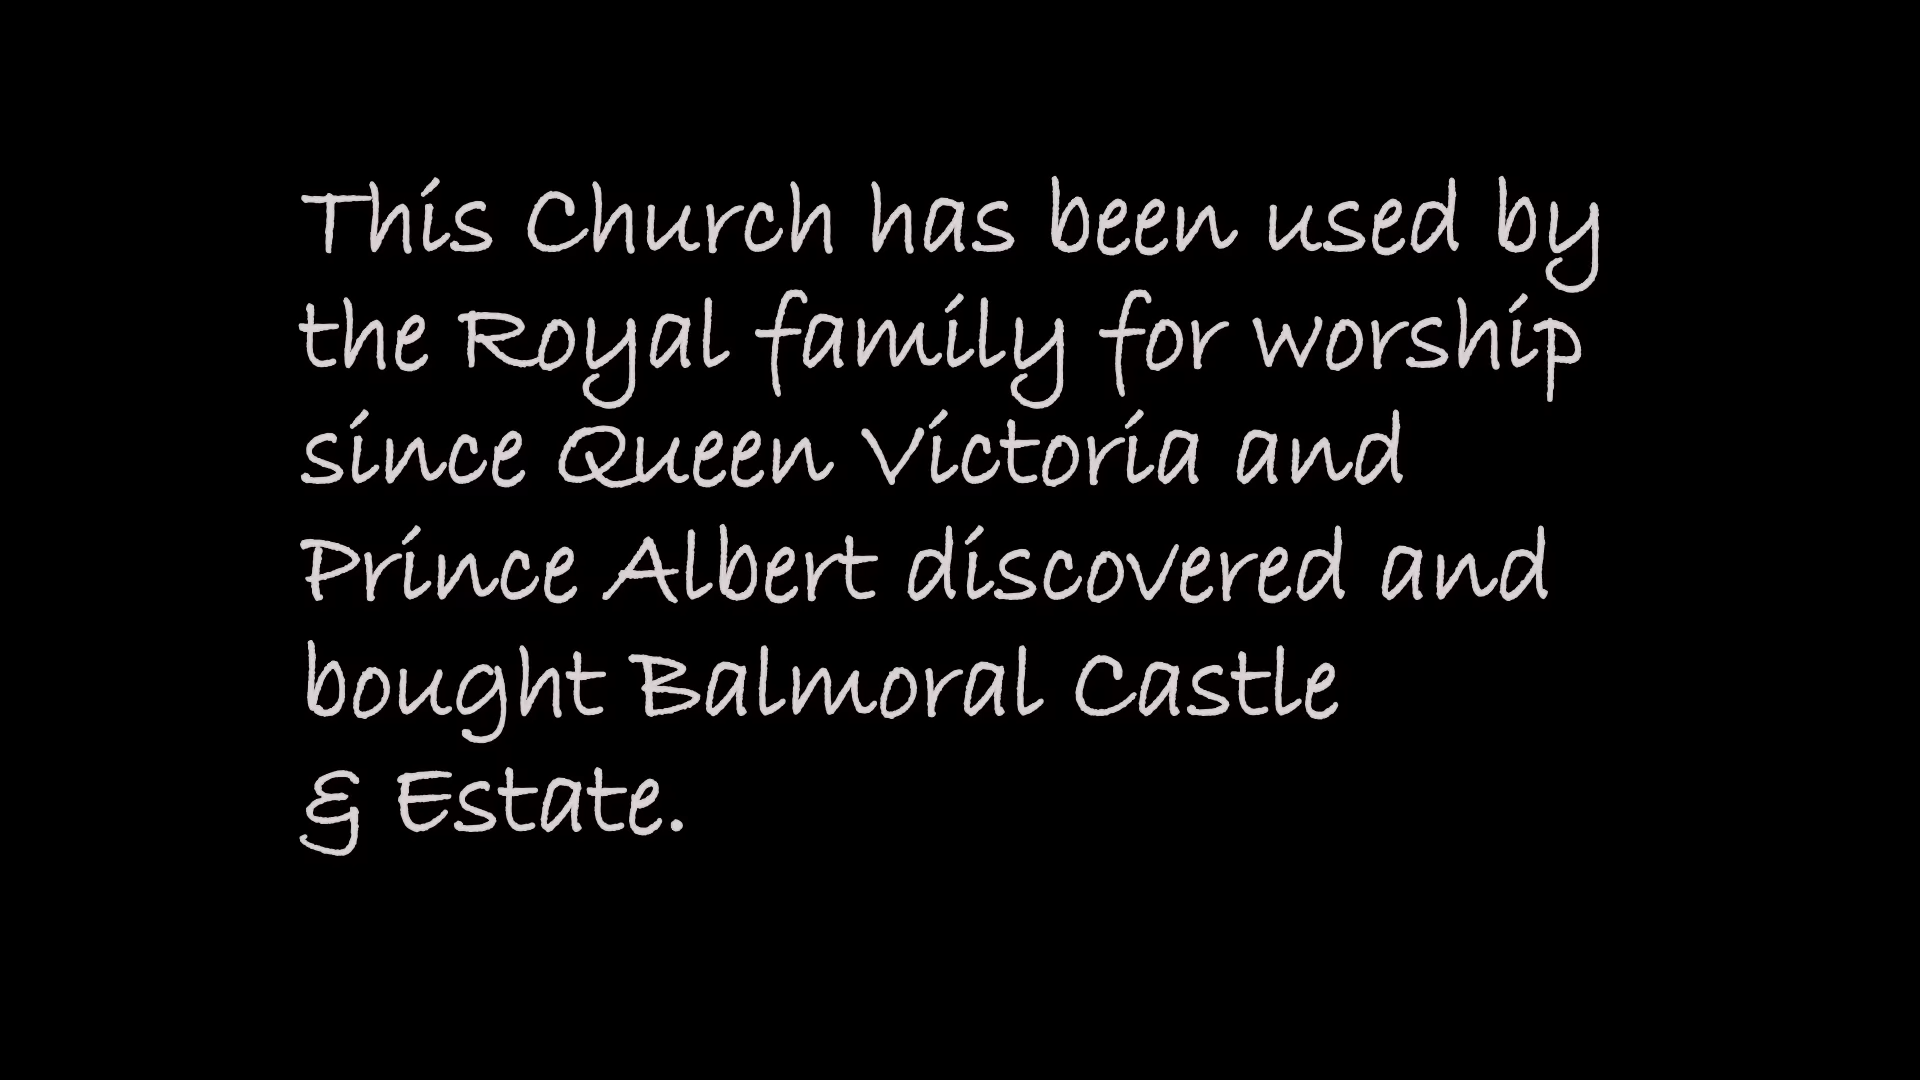 This Church has been used by
the Royal family for worship
since Queen Victoria and
Prince Albert discovered and
bought Balmoral Castle
& Estate.